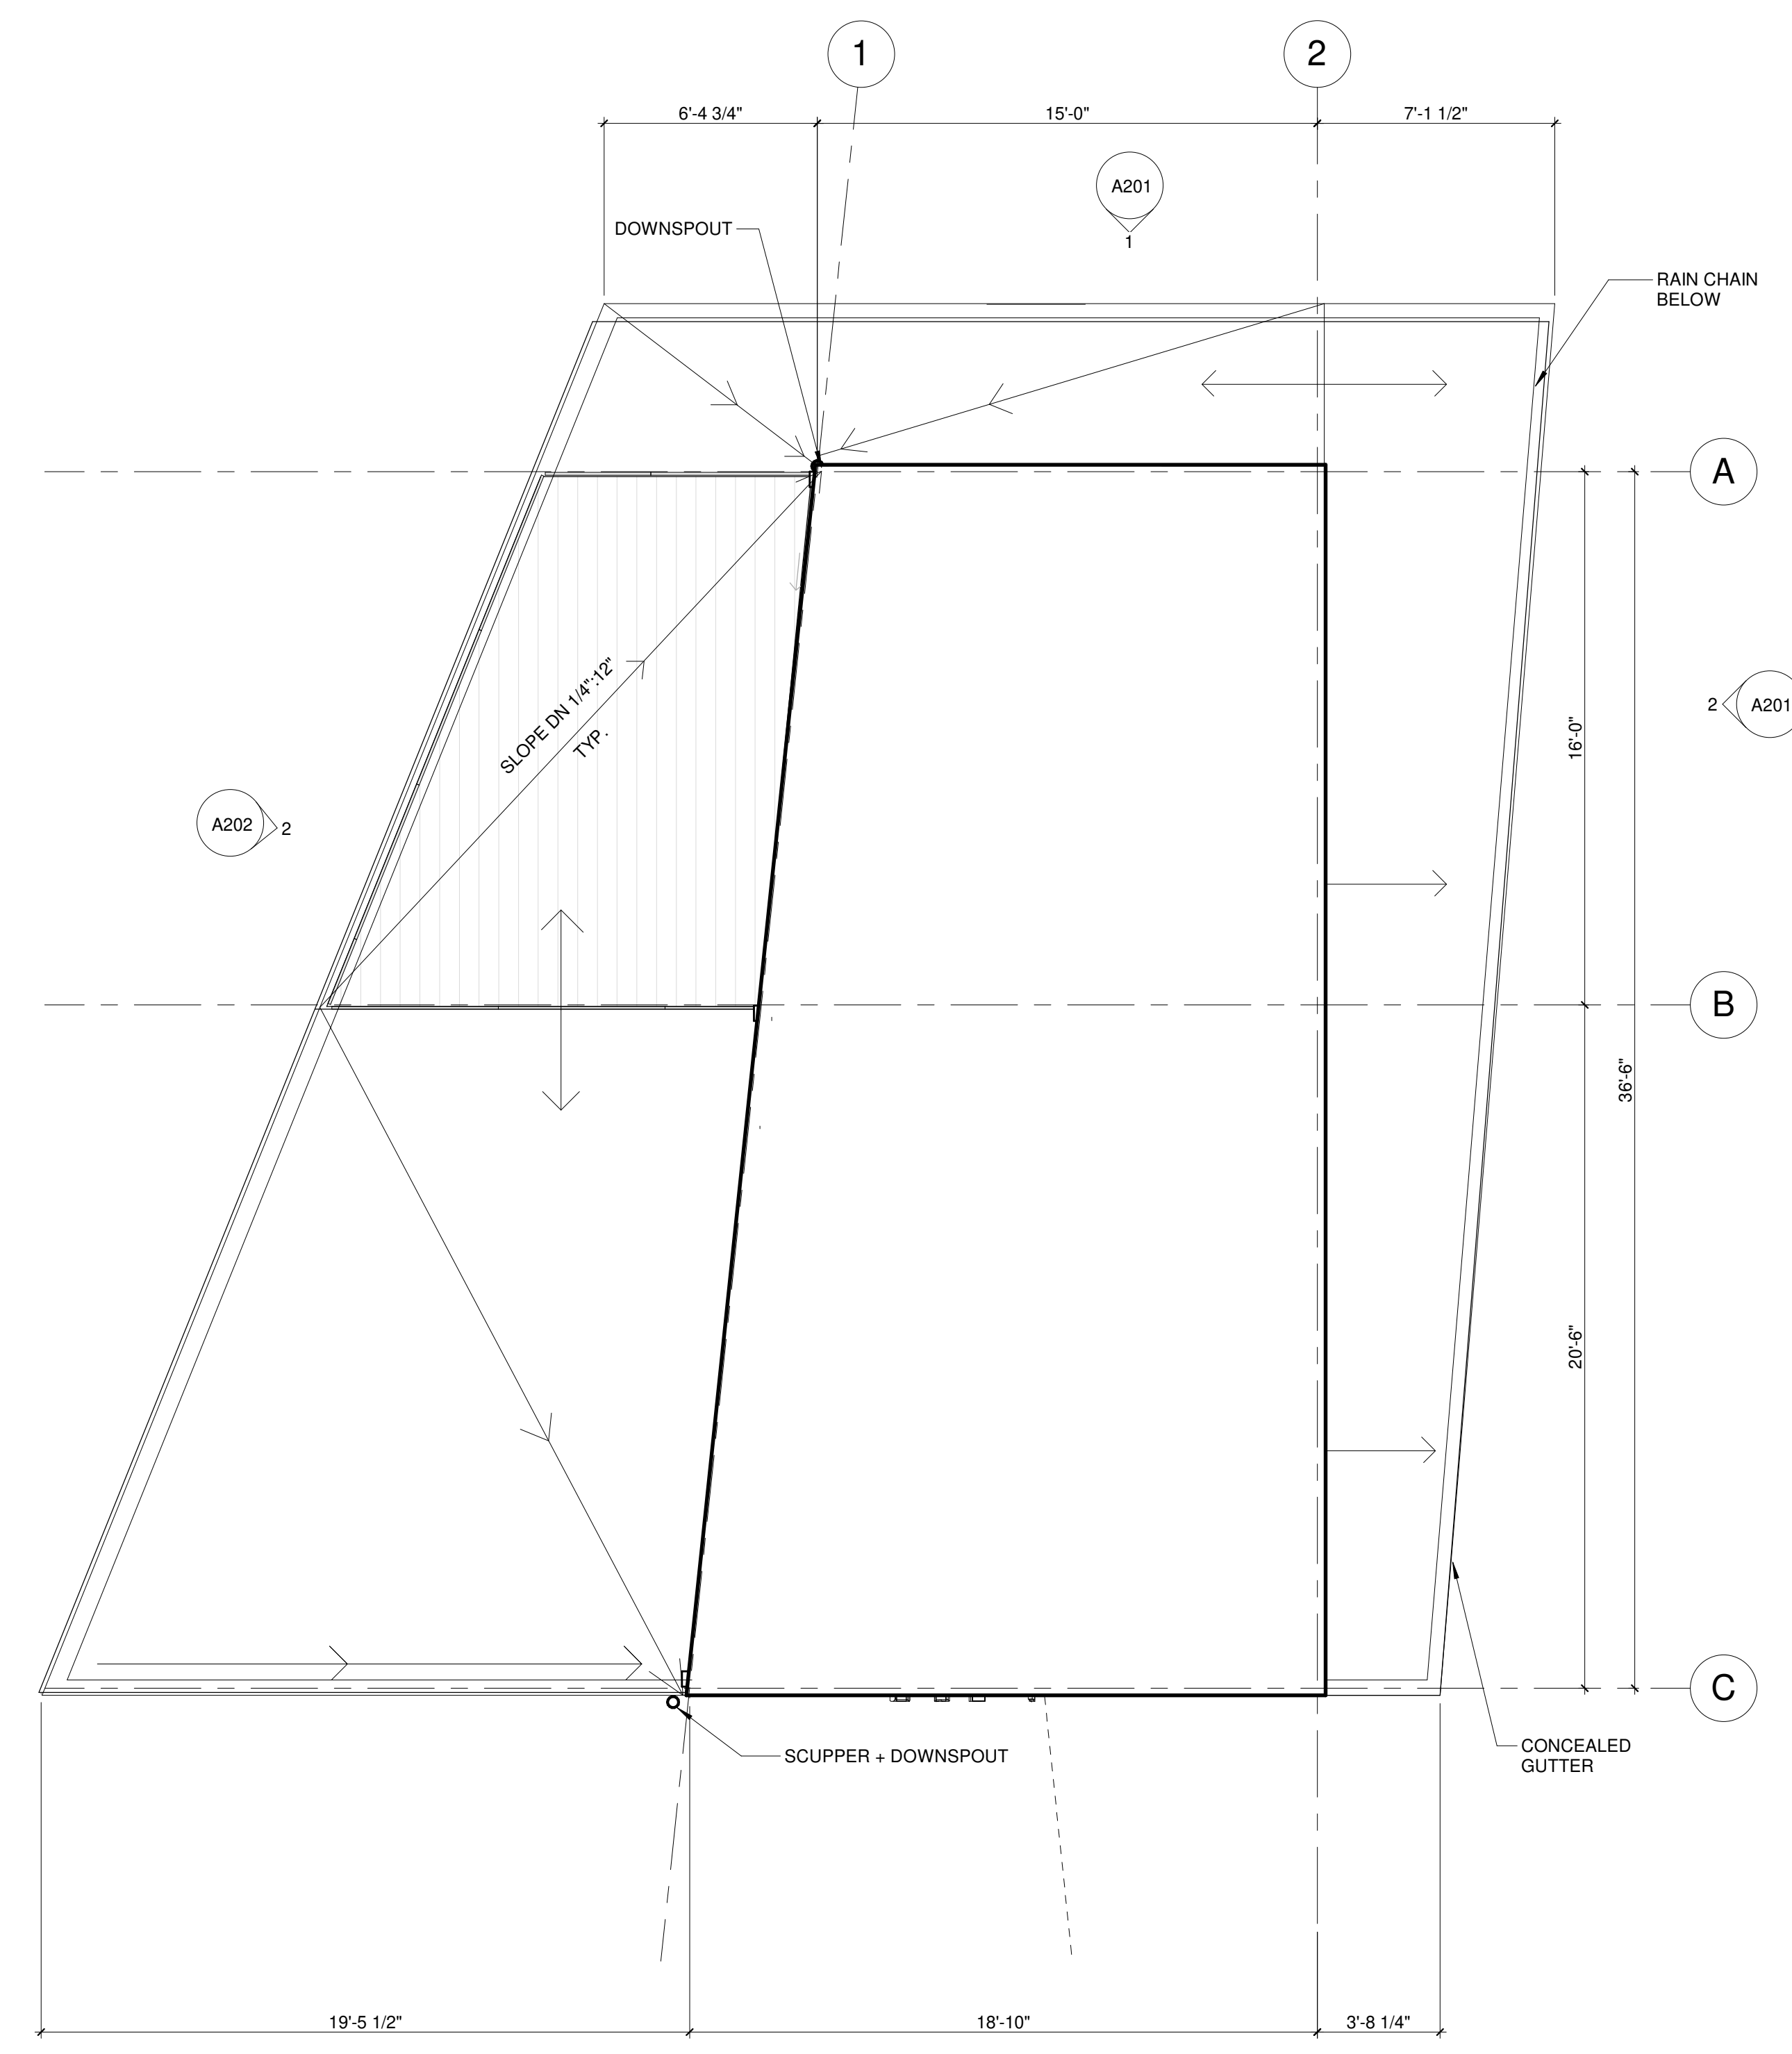 1
2
6'-4 3/4"
15'-0"
7'-1 1/2"
A201
1
DOWNSPOUT
RAIN CHAIN
BELOW
A
SLOPE DN 1/4":12"
TYP.
16'-0"
2
A201
A202
2
B
36'-6"
20'-6"
C
SCUPPER + DOWNSPOUT
CONCEALED
GUTTER
19'-5 1/2"
18'-10"
3'-8 1/4"